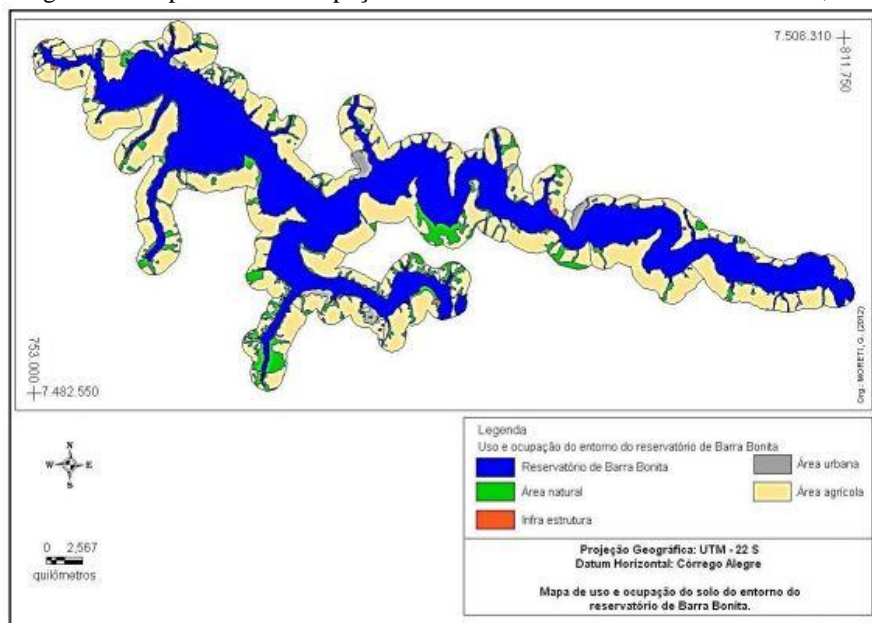 7.508.310
811.750
753.000
7.482.550
Org.: MORETI, G. (2012)
N
W E
S
0 2,567
quilômetros
Legenda
Uso e ocupação do entorno do reservatório de Barra Bonita
Reservatório de Barra Bonita
Área urbana
Área natural
Área agrícola
Infra estrutura
Projeção Geográfica: UTM - 22 S
Datum Horizontal: Córrego Alegre
Mapa de uso e ocupação do solo do entorno do
reservatório de Barra Bonita.